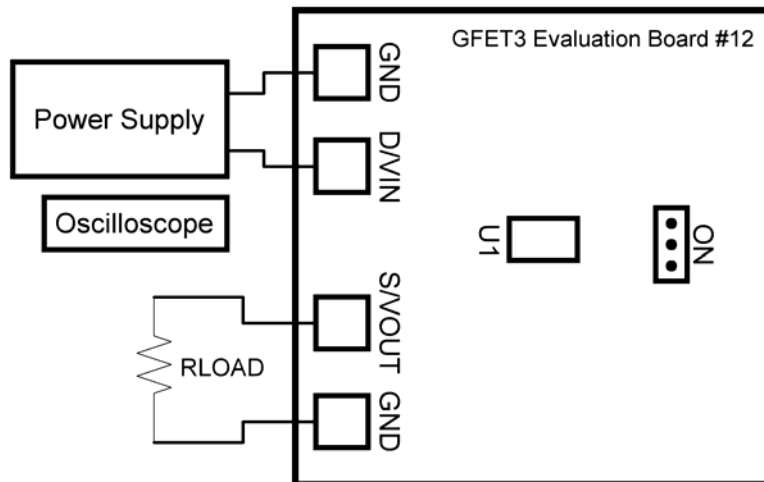 GFET3 Evaluation Board #12
GND
Power Supply
D/VIN
Oscilloscope
U1
ON
S/VOUT
RLOAD
GND